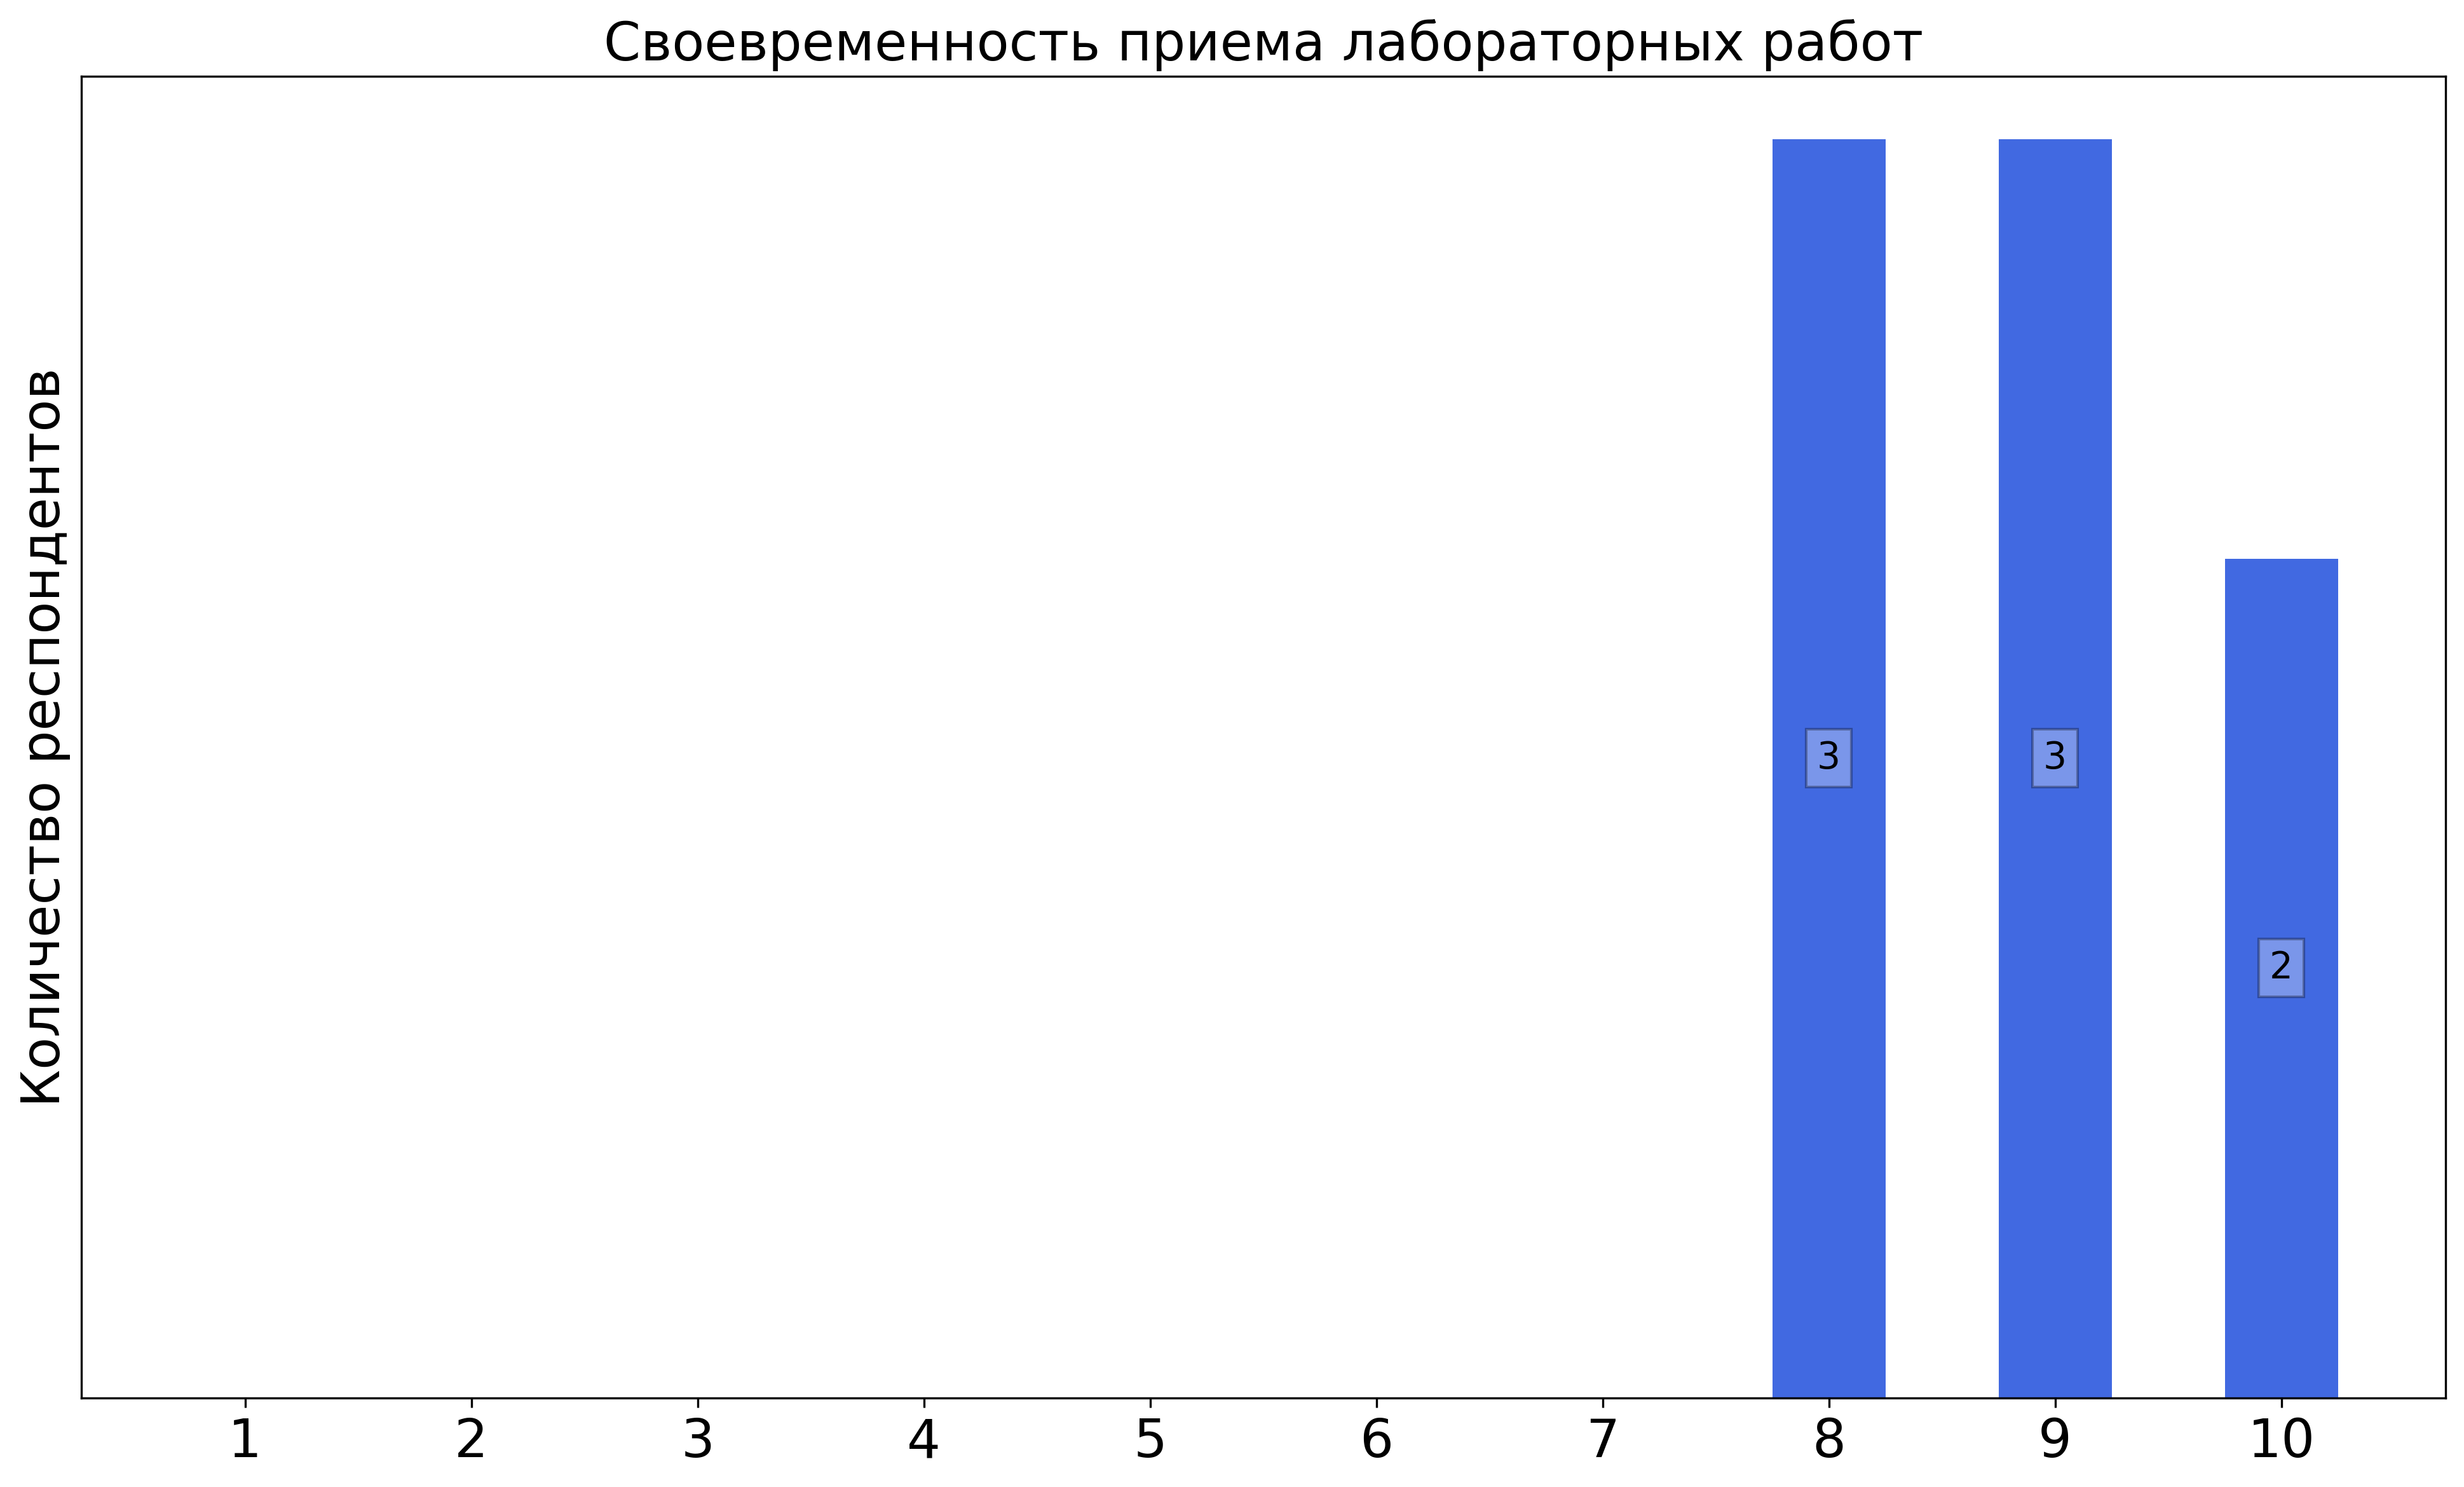 Своевременность приема лабораторных работ
Количество респондентов
3
3
2
1 2 3 4 5 6 7 8 9 10